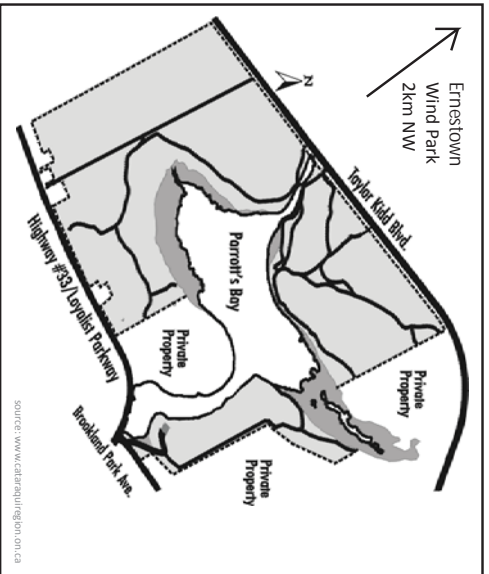 Ernestown
Wind Park
2km NW
N
Taylor Kidd Blvd.
Parrott's Bay
Private
Property
Private
Property
Private
Property
Highway #33/Loyalist Parkway
Brookland Park Ave.
source: www.cataraquiregion.on.ca